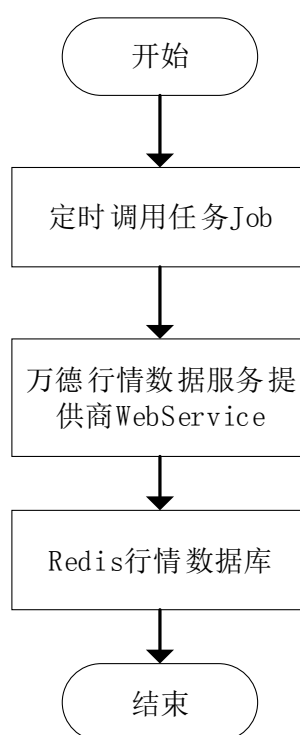 开始
定时调用任务Job
万德行情数据服务提
供商WebService
Redis行情数据库
结束